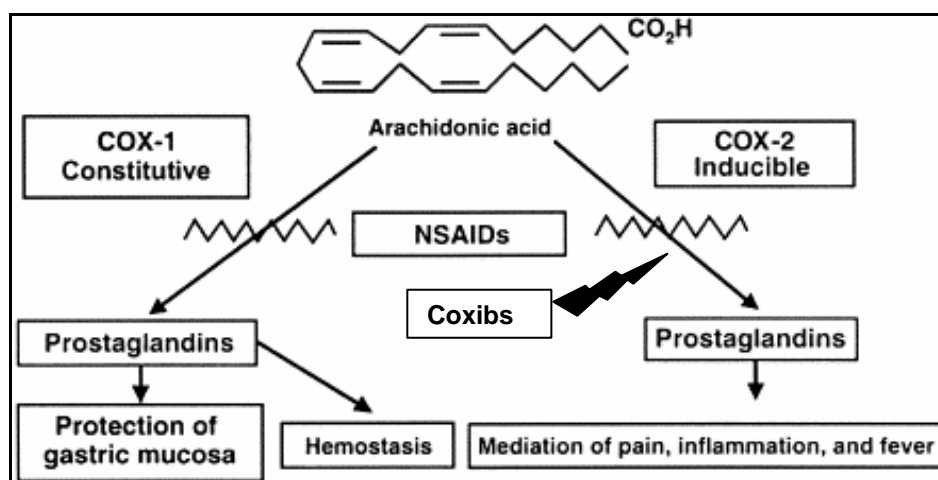 CO₂H
Arachidonic acid
COX-1
Constitutive
COX-2
Inducible
NSAIDs
Coxibs
Prostaglandins
Prostaglandins
Protection of
gastric mucosa
Hemostasis
Mediation of pain, inflammation, and fever